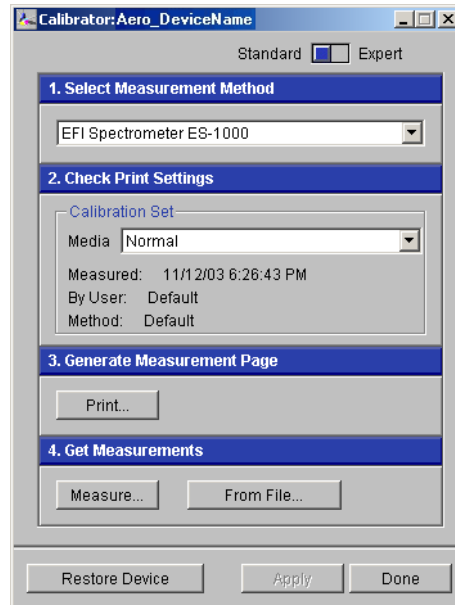 Calibrator:Aero_DeviceName
Standard Expert
1. Select Measurement Method
EFI Spectrometer ES-1000
2. Check Print Settings
Calibration Set
Media Normal
Measured: 11/12/03 6:26:43 PM
By User: Default
Method: Default
3. Generate Measurement Page
Print...
4. Get Measurements
Measure... From File...
Restore Device Apply Done